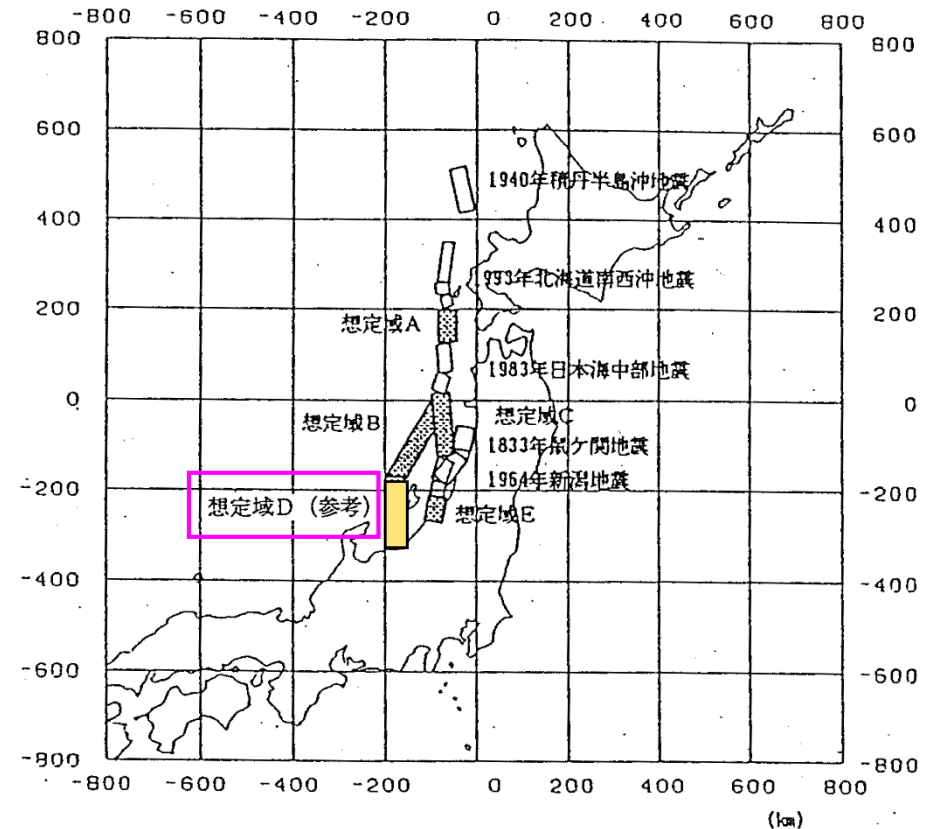 -800 -600 -400 -200 0 200 400 600 800
800 800
600 600
1940年積丹半島沖地震
400 400
993年北海道南西沖地震
200 200
想定域A
1983年日本海中部地震
0 0
想定域C
想定域B
1833年鼠ケ関地震
1964年新潟地震
-200 -200
想定域D (参考)
想定域E
-400 -400
-600 -600
-800 -800
-800 -600 -400 -200 0 200 400 600 800
(km)